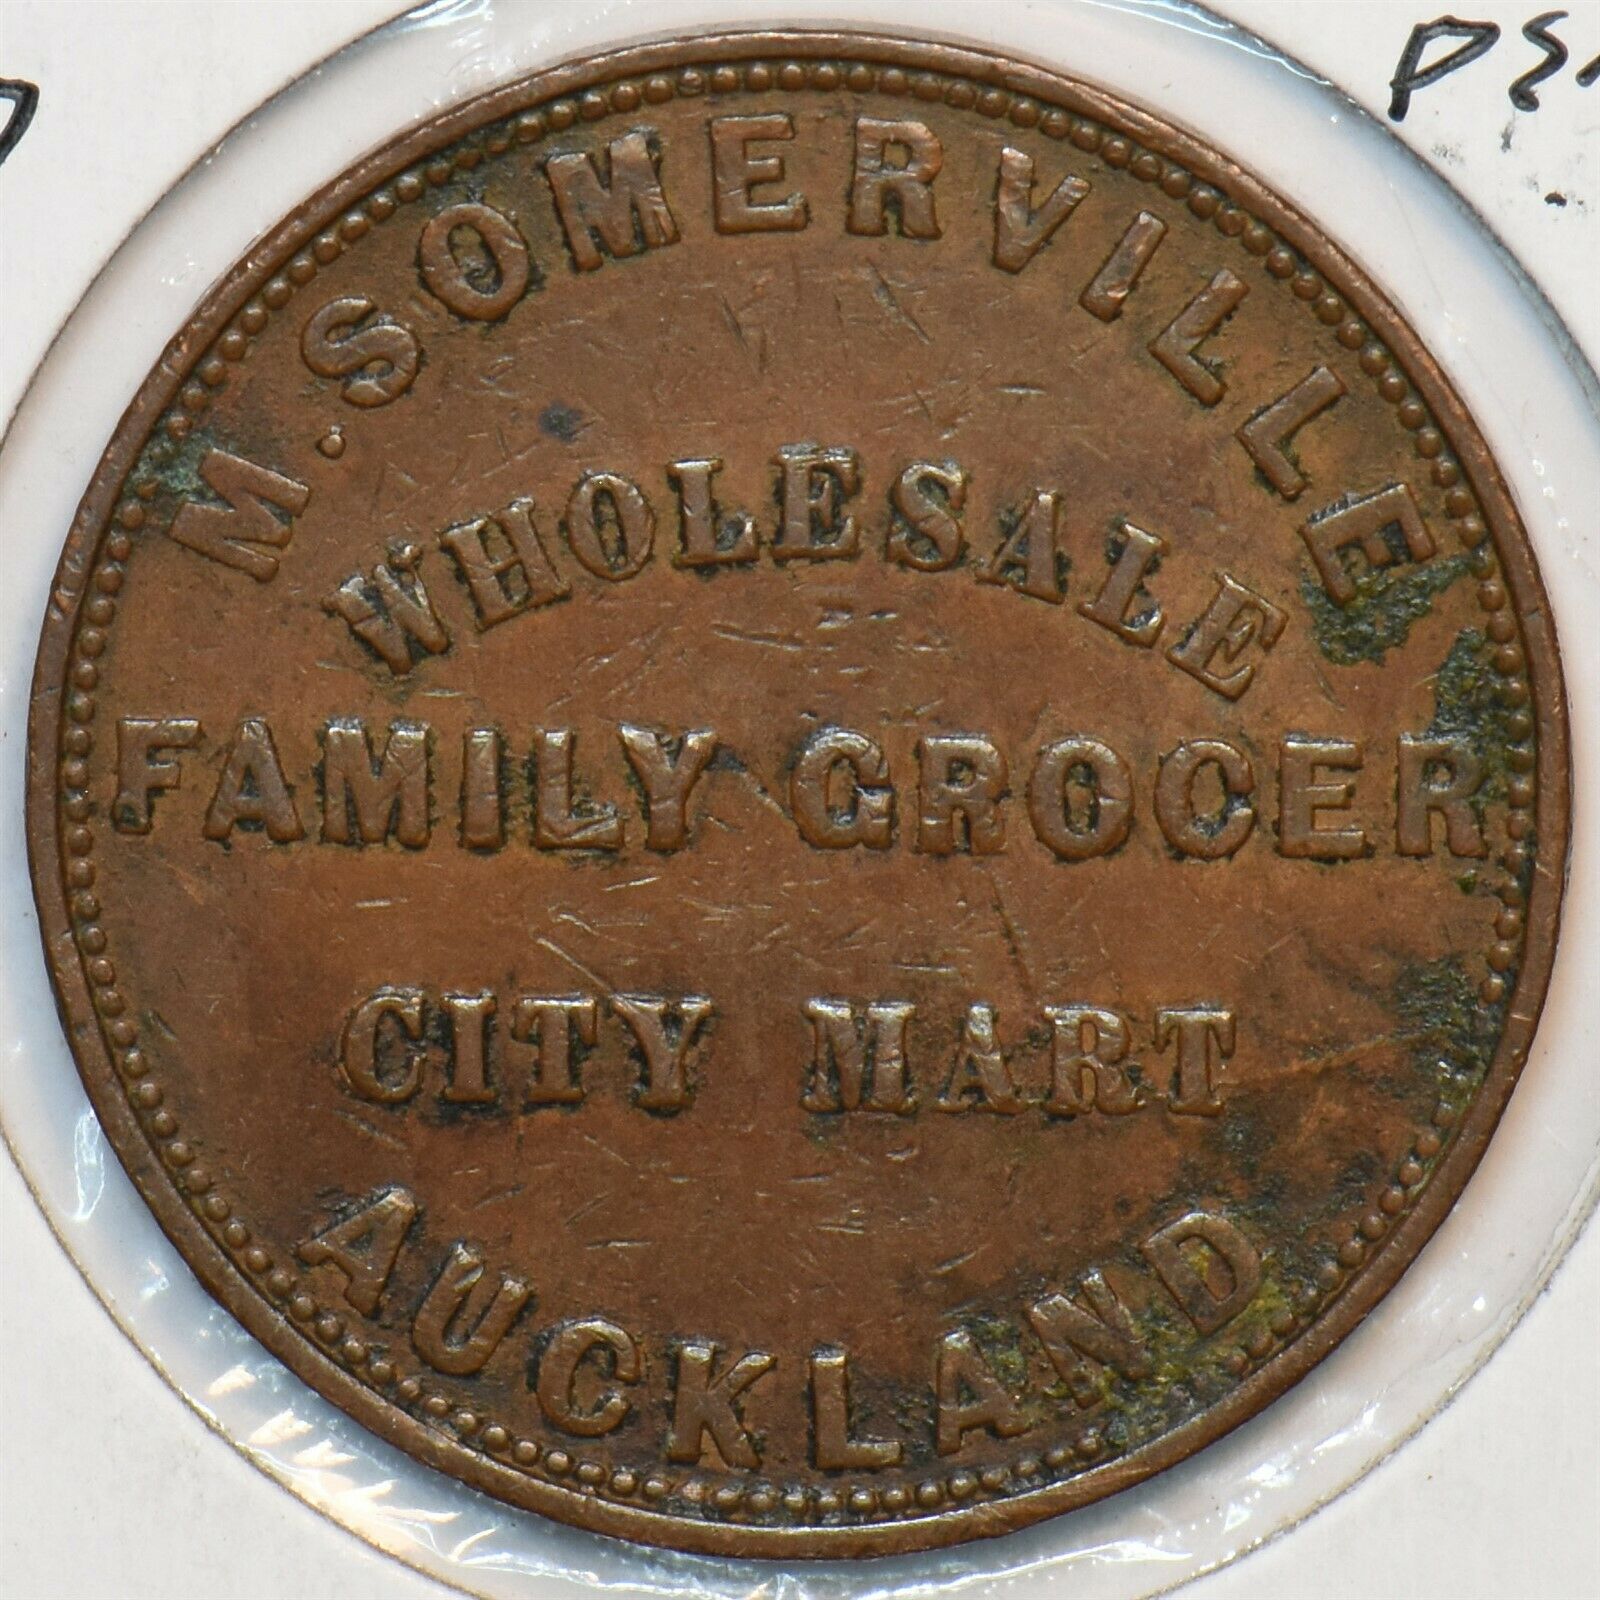 M. SOMERVILLE
WHOLESALE
FAMILY GROCER
CITY MART
AUCKLAND